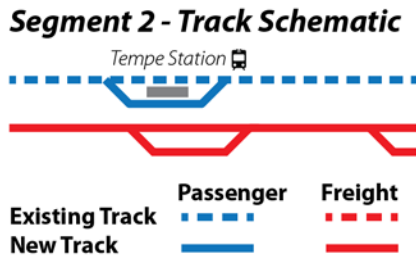 Segment 2 - Track Schematic
Tempe Station
Passenger Freight
Existing Track
New Track